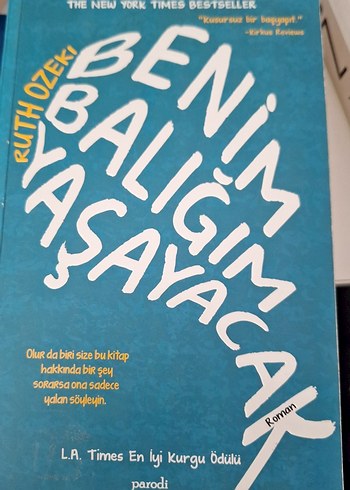 THE NEW YORK TIMES BESTSELLER
"Kusursuz bir başyapıt."
-Kirkus Reviews
RUTH OZEKI
BENİM
BALIĞIM
YAŞAYACAK
Roman
Olur da biri size bu kitap
hakkında bir şey
sorarsa ona sadece
yalan söyleyin.
L.A. Times En İyi Kurgu Ödülü
parodi